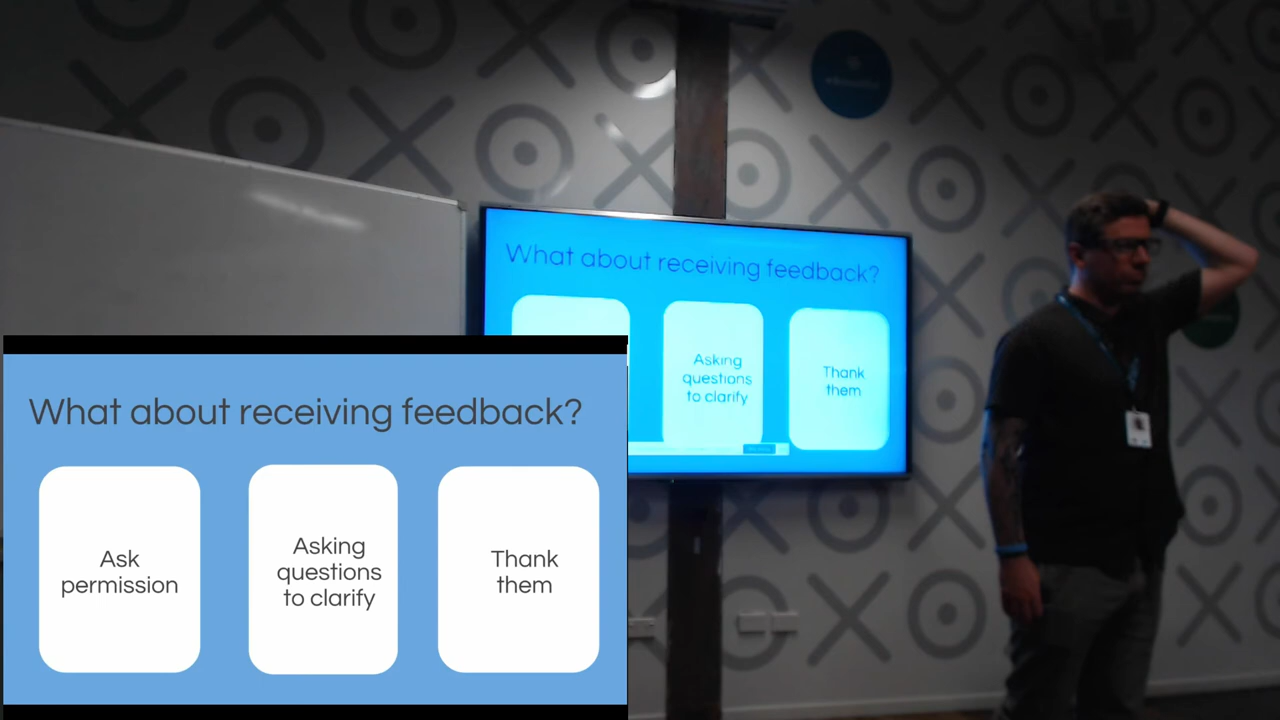 What about receiving feedback?
Asking
questions
to clarify
Thank
them
What about receiving feedback?
Ask
permission
Asking
questions
to clarify
Thank
them